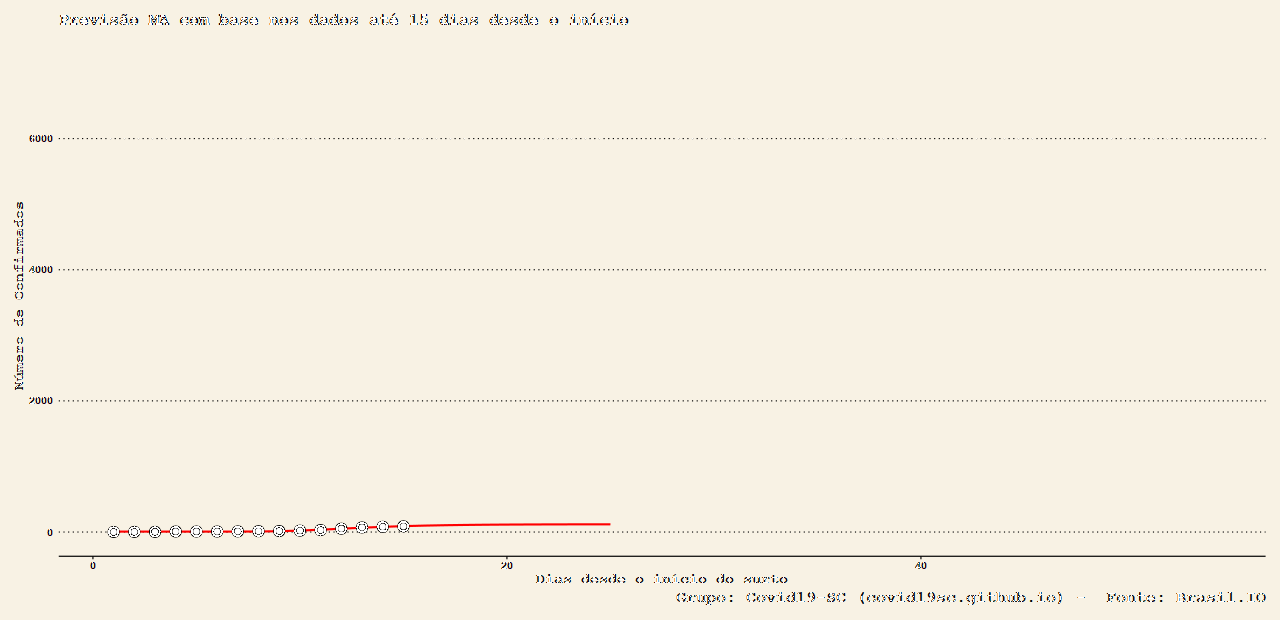 Previsão MA com base nos dados até 15 dias desde o início
Número de Confirmados
6000
4000
2000
0
0 20 40
Dias desde o início do surto
Grupo: Covid19-SC (covid19sc.github.io) -- Fonte: Brasil.IO